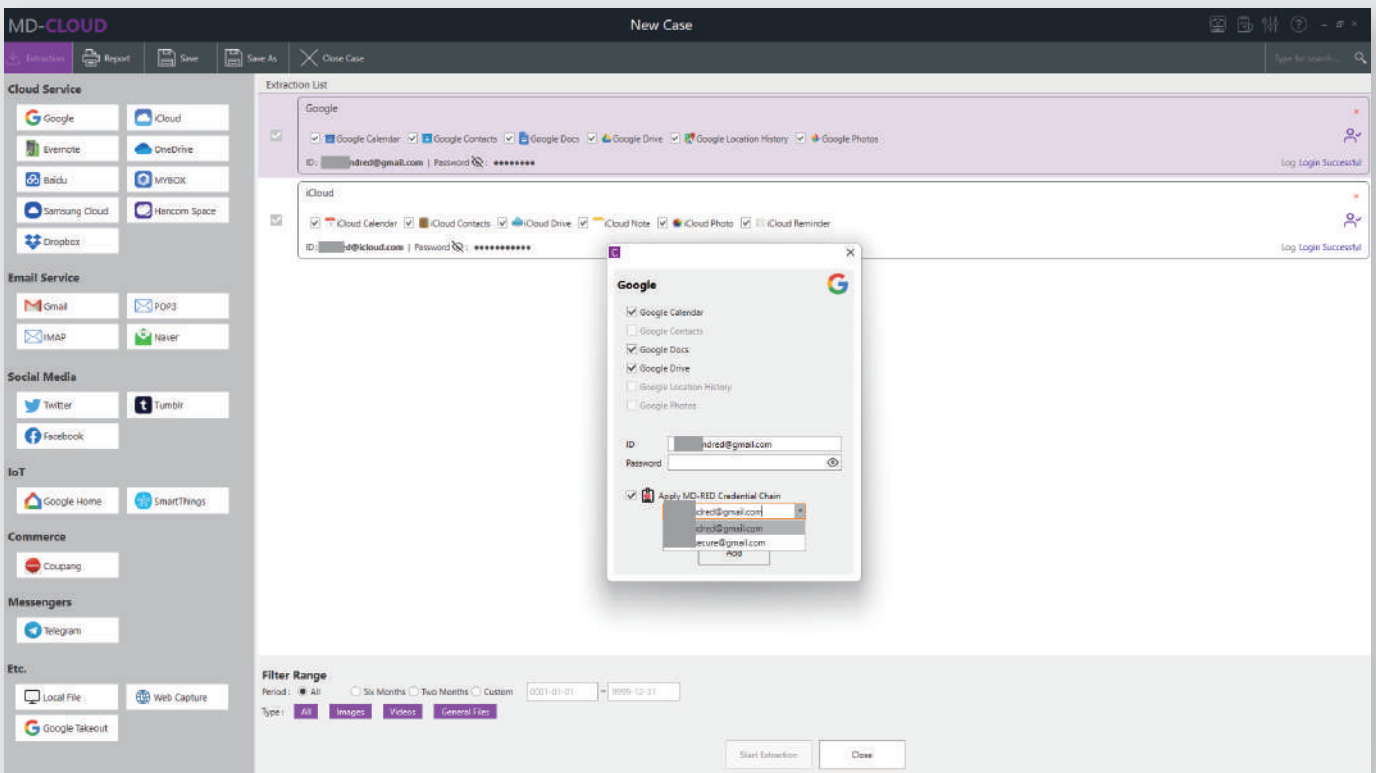 MD-CLOUD
New Case
Extraction
Report
Save
Save As
Close Case
Type for search...
Cloud Service
Google
iCloud
Evernote
OneDrive
Baidu
MYBOX
Samsung Cloud
Hancom Space
Dropbox
Email Service
Gmail
POP3
IMAP
Naver
Social Media
Twitter
Tumblr
Facebook
IoT
Google Home
SmartThings
Commerce
Coupang
Messengers
Telegram
Etc.
Local File
Web Capture
Google Takeout
Extraction List
Google
Google Calendar Google Contacts Google Docs Google Drive Google Location History Google Photos
ID: ndred@gmail.com | Password : ●●●●●●●●
Log Login Successful
iCloud
iCloud Calendar iCloud Contacts iCloud Drive iCloud Note iCloud Photo iCloud Reminder
ID: d@icloud.com | Password : ●●●●●●●●●●●
Log Login Successful
C
Google
Google Calendar
Google Contacts
Google Docs
Google Drive
Google Location History
Google Photos
ID ndred@gmail.com
Password
Apply MD-RED Credential Chain
dred@gmail.com
dred@gmail.com
ecure@gmail.com
Add
Filter Range
Period : All Six Months Two Months Custom 0001-01-01 ~ 9999-12-31
Type : All Images Videos General Files
Start Extraction
Close